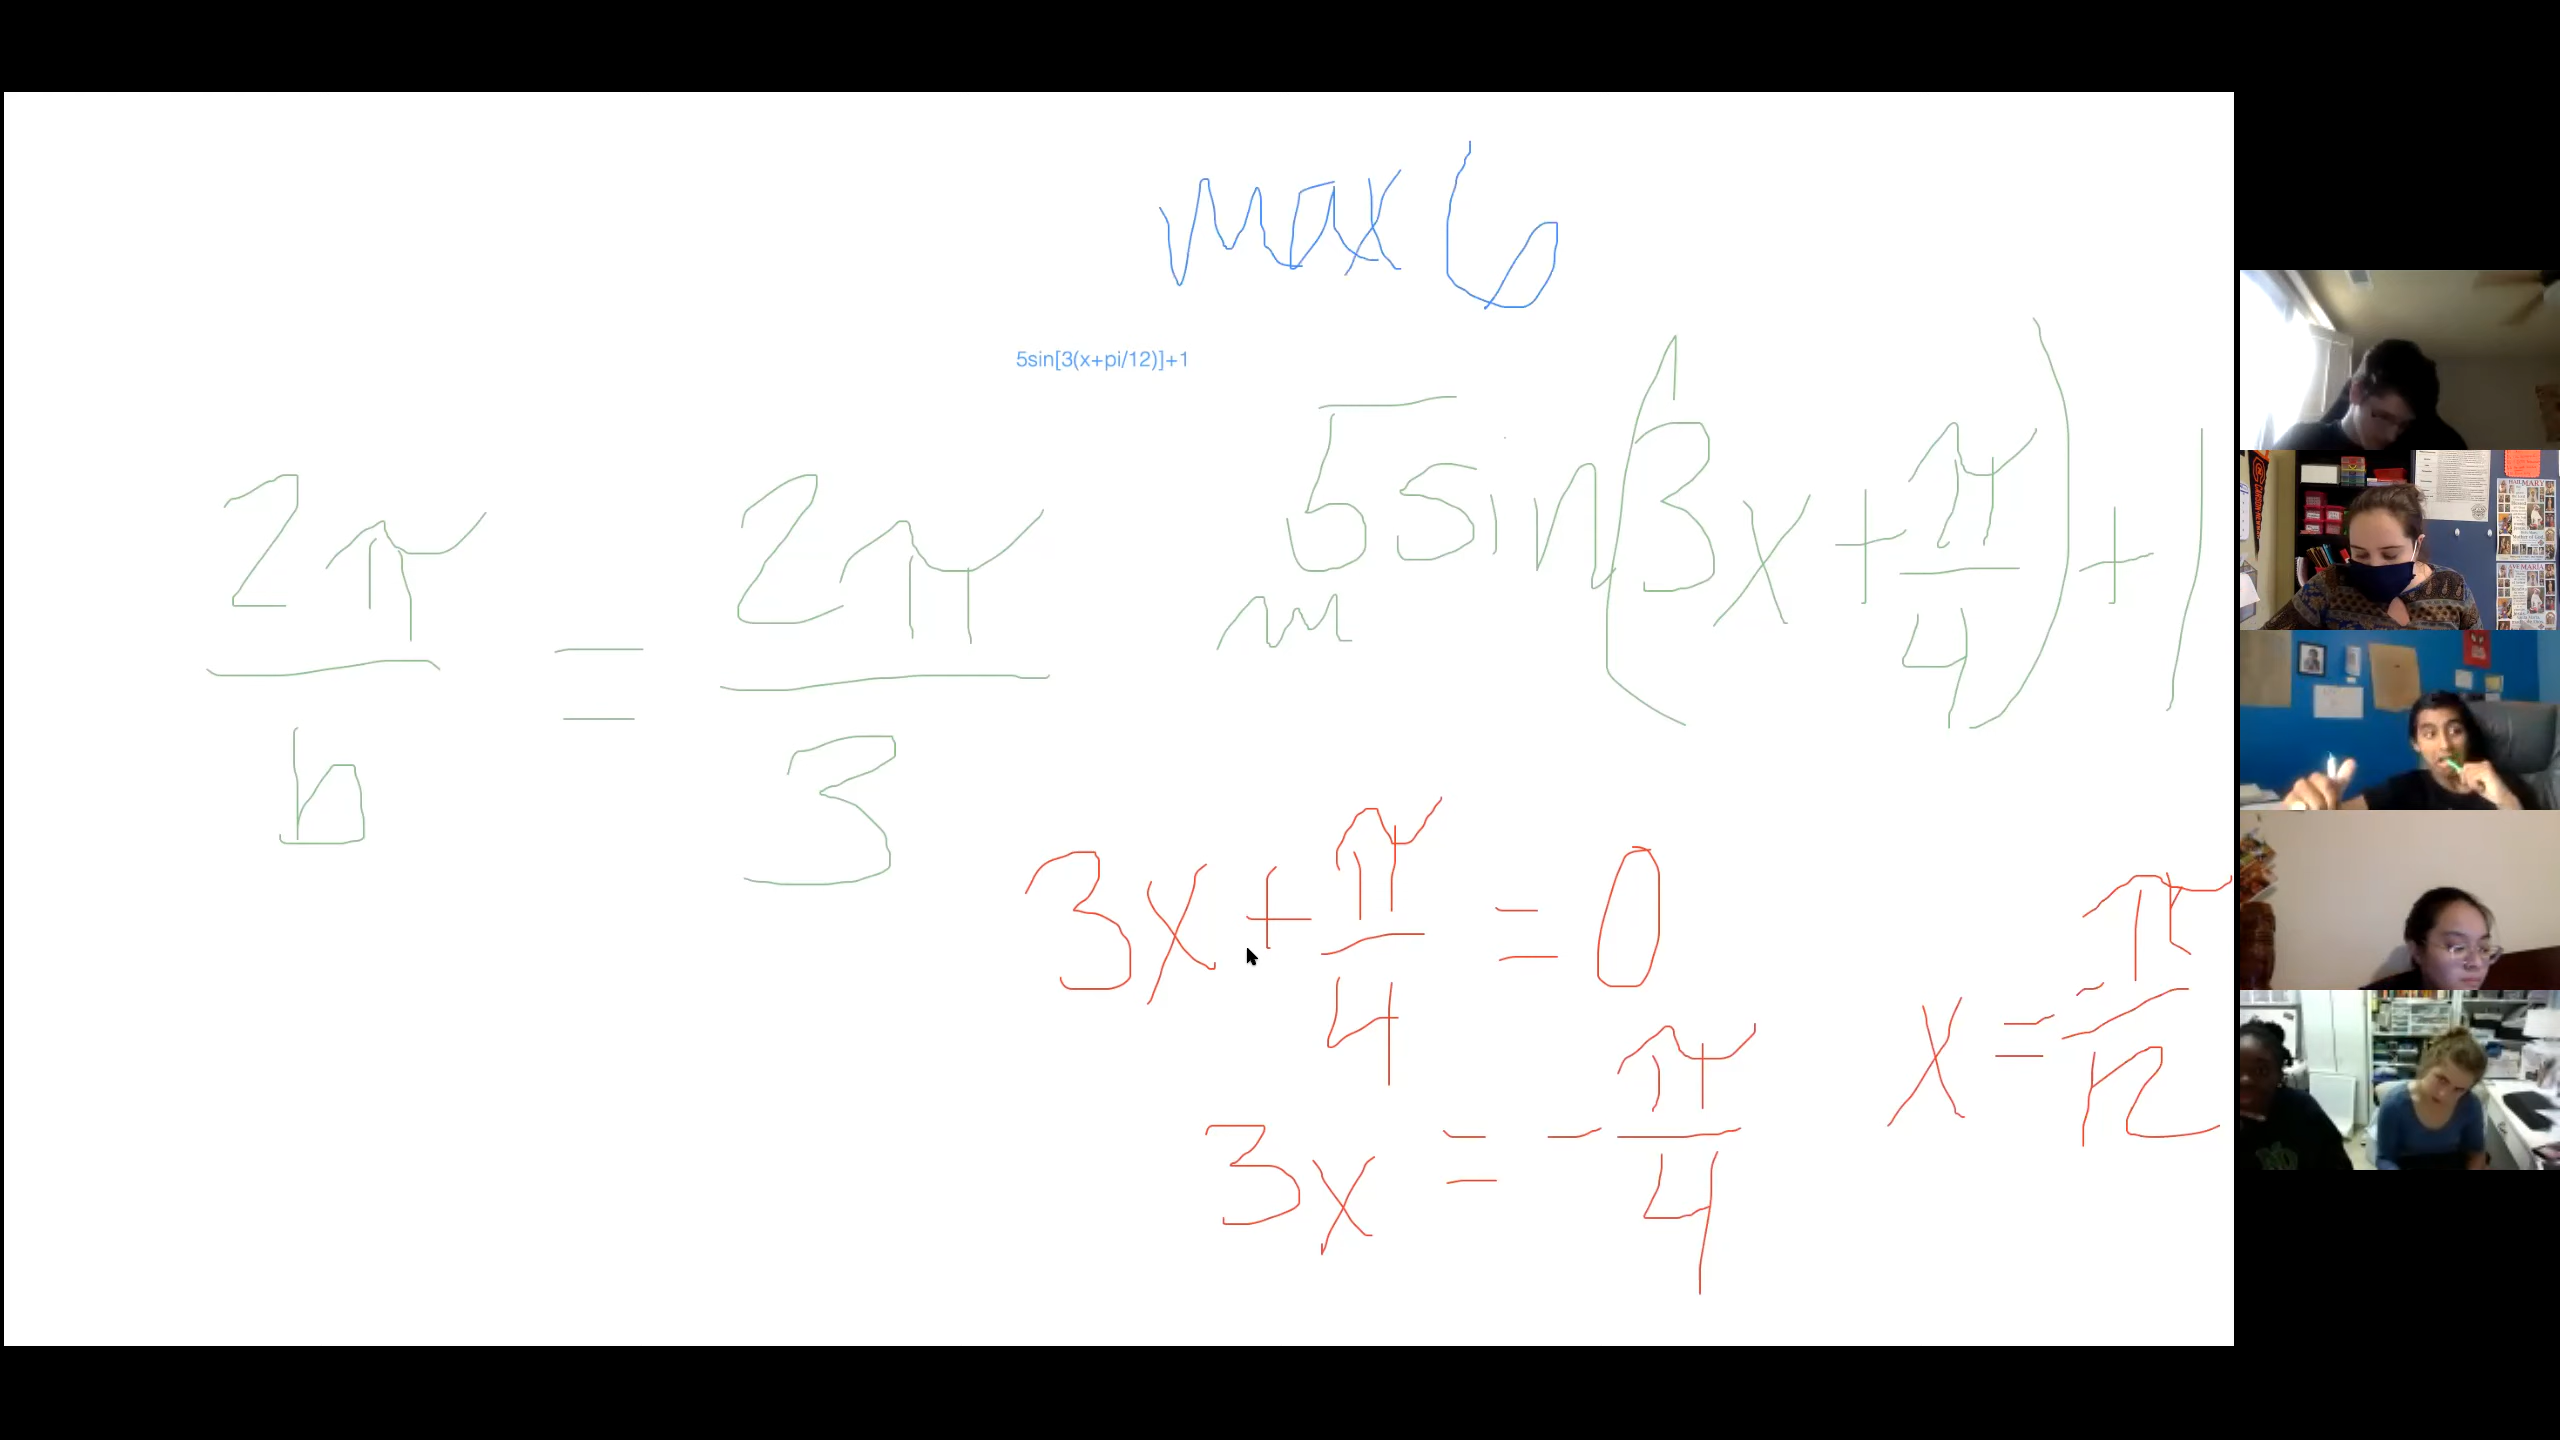 max 6
5sin[3(x+pi/12)]+1
2π/b = 2π/3
5sin(3x+π/4)+1
3x+π/4=0
3x=-π/4
x=-π/12